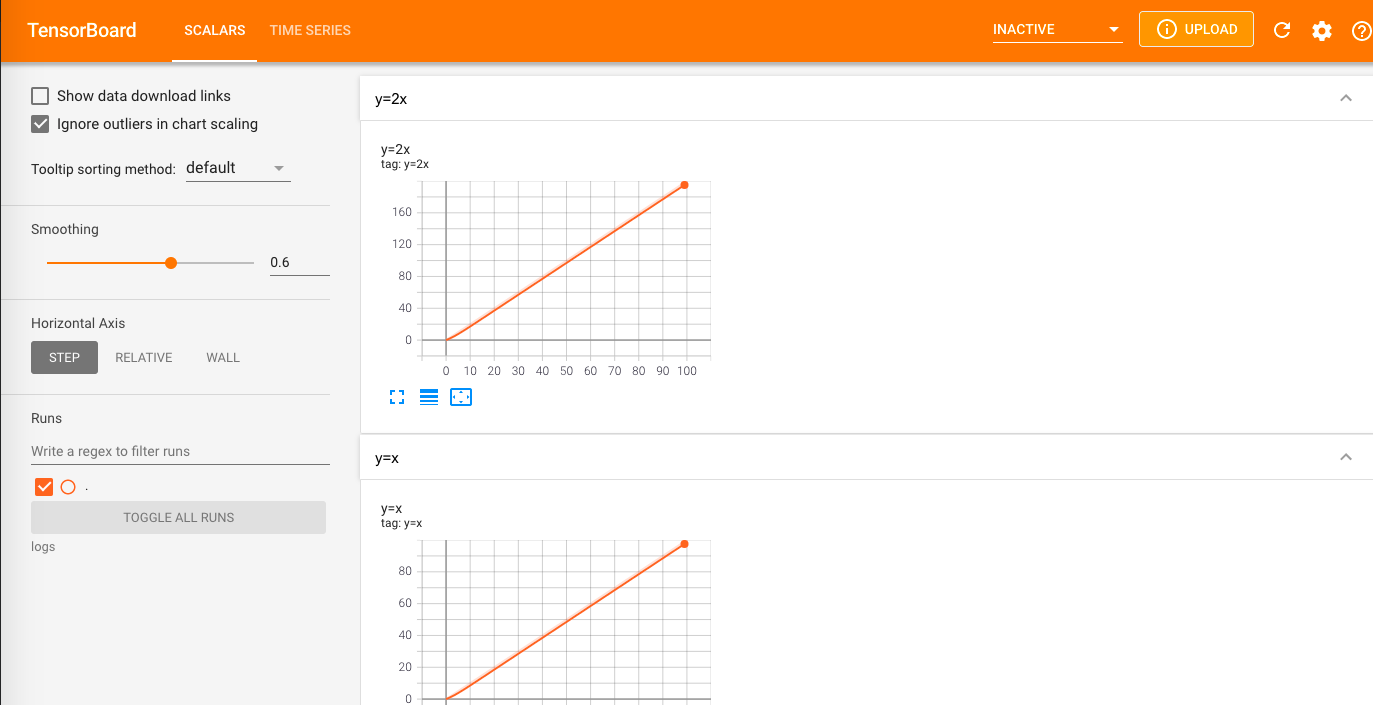 TensorBoard SCALARS TIME SERIES INACTIVE UPLOAD
Show data download links
Ignore outliers in chart scaling
Tooltip sorting method: default
Smoothing
0.6
Horizontal Axis
STEP RELATIVE WALL
Runs
Write a regex to filter runs
.
TOGGLE ALL RUNS
logs
y=2x
y=2x
tag: y=2x
160
120
80
40
0
0 10 20 30 40 50 60 70 80 90 100
y=x
y=x
tag: y=x
80
60
40
20
0